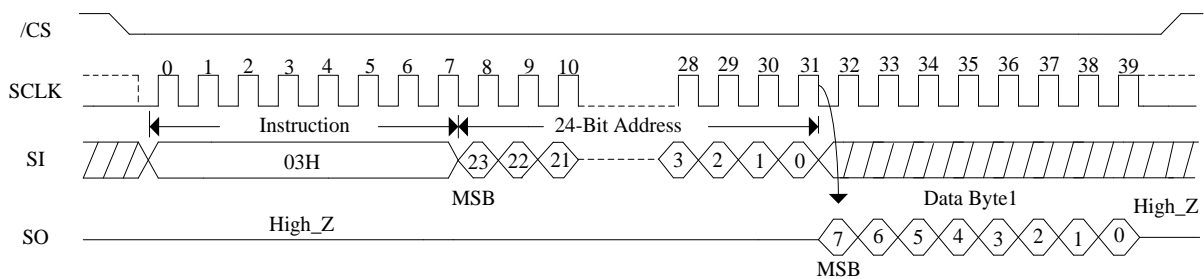 /CS
0 1 2 3 4 5 6 7 8 9 10 28 29 30 31 32 33 34 35 36 37 38 39
SCLK
Instruction 24-Bit Address
SI 03H 23 22 21 3 2 1 0
MSB Data Byte1
High_Z High_Z
SO 7 6 5 4 3 2 1 0
MSB